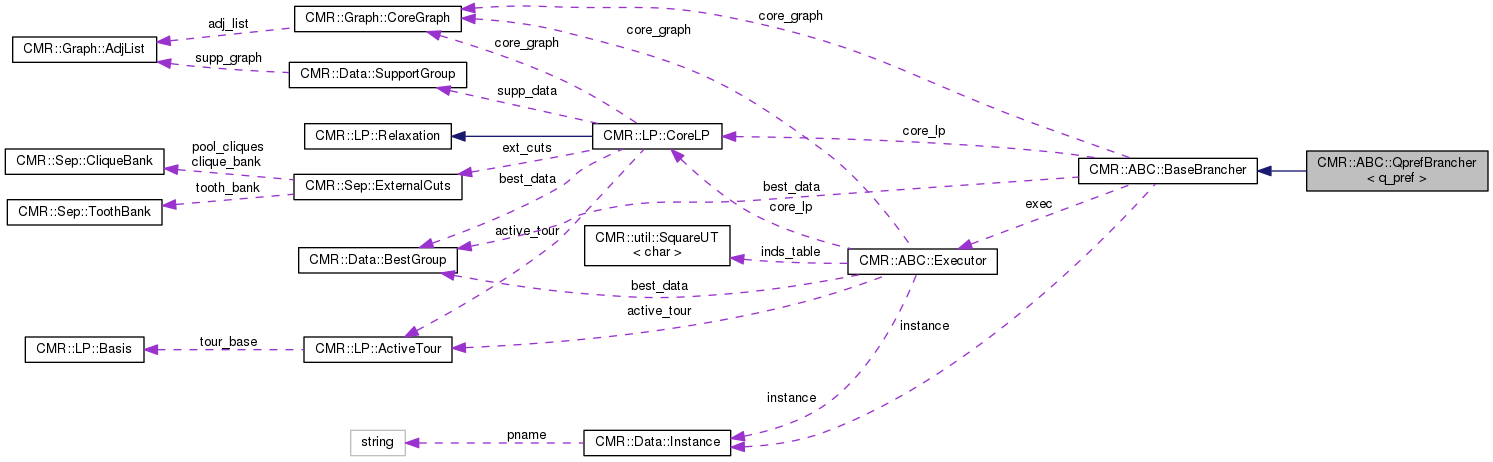 core_graph
CMR::Graph::CoreGraph
adj_list
core_graph
CMR::Graph::AdjList
core_graph
supp_graph
CMR::Data::SupportGroup
supp_data
CMR::LP::Relaxation
CMR::LP::CoreLP
core_lp
pool_cliques
clique_bank
ext_cuts
CMR::Sep::CliqueBank
CMR::ABC::BaseBrancher
CMR::ABC::QprefBrancher
< q_pref >
best_data
CMR::Sep::ExternalCuts
tooth_bank
best_data
CMR::Sep::ToothBank
core_lp
exec
active_tour
CMR::util::SquareUT
< char >
inds_table
CMR::Data::BestGroup
CMR::ABC::Executor
best_data
active_tour
instance
CMR::LP::Basis
tour_base
CMR::LP::ActiveTour
instance
string
pname
CMR::Data::Instance